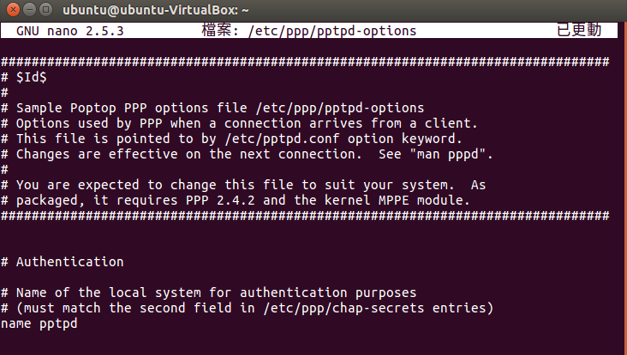 ubuntu@ubuntu-VirtualBox: ~
GNU nano 2.5.3 檔案: /etc/ppp/pptpd-options 已更動
###############################################################################
# $Id$
#
# Sample Poptop PPP options file /etc/ppp/pptpd-options
# Options used by PPP when a connection arrives from a client.
# This file is pointed to by /etc/pptpd.conf option keyword.
# Changes are effective on the next connection.  See "man pppd".
#
# You are expected to change this file to suit your system.  As
# packaged, it requires PPP 2.4.2 and the kernel MPPE module.
###############################################################################
# Authentication
# Name of the local system for authentication purposes
# (must match the second field in /etc/ppp/chap-secrets entries)
name pptpd